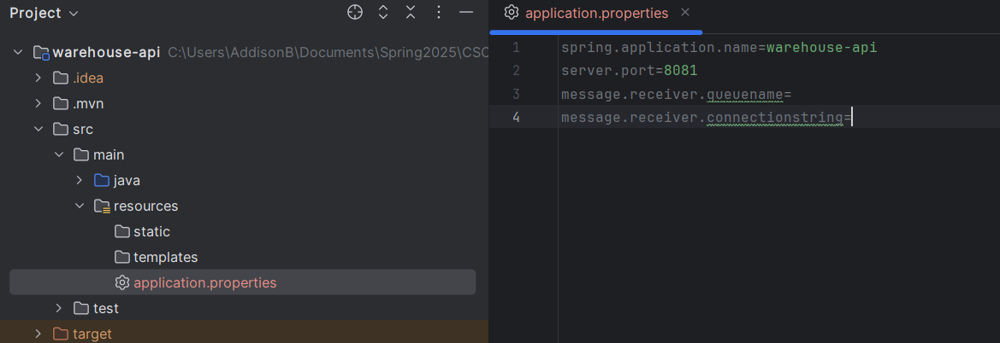 Project
warehouse-api C:\Users\AddisonB\Documents\Spring2025\CSC
.idea
.mvn
src
main
java
resources
static
templates
application.properties
test
target
application.properties
1 spring.application.name=warehouse-api
2 server.port=8081
3 message.receiver.queuename=
4 message.receiver.connectionstring=